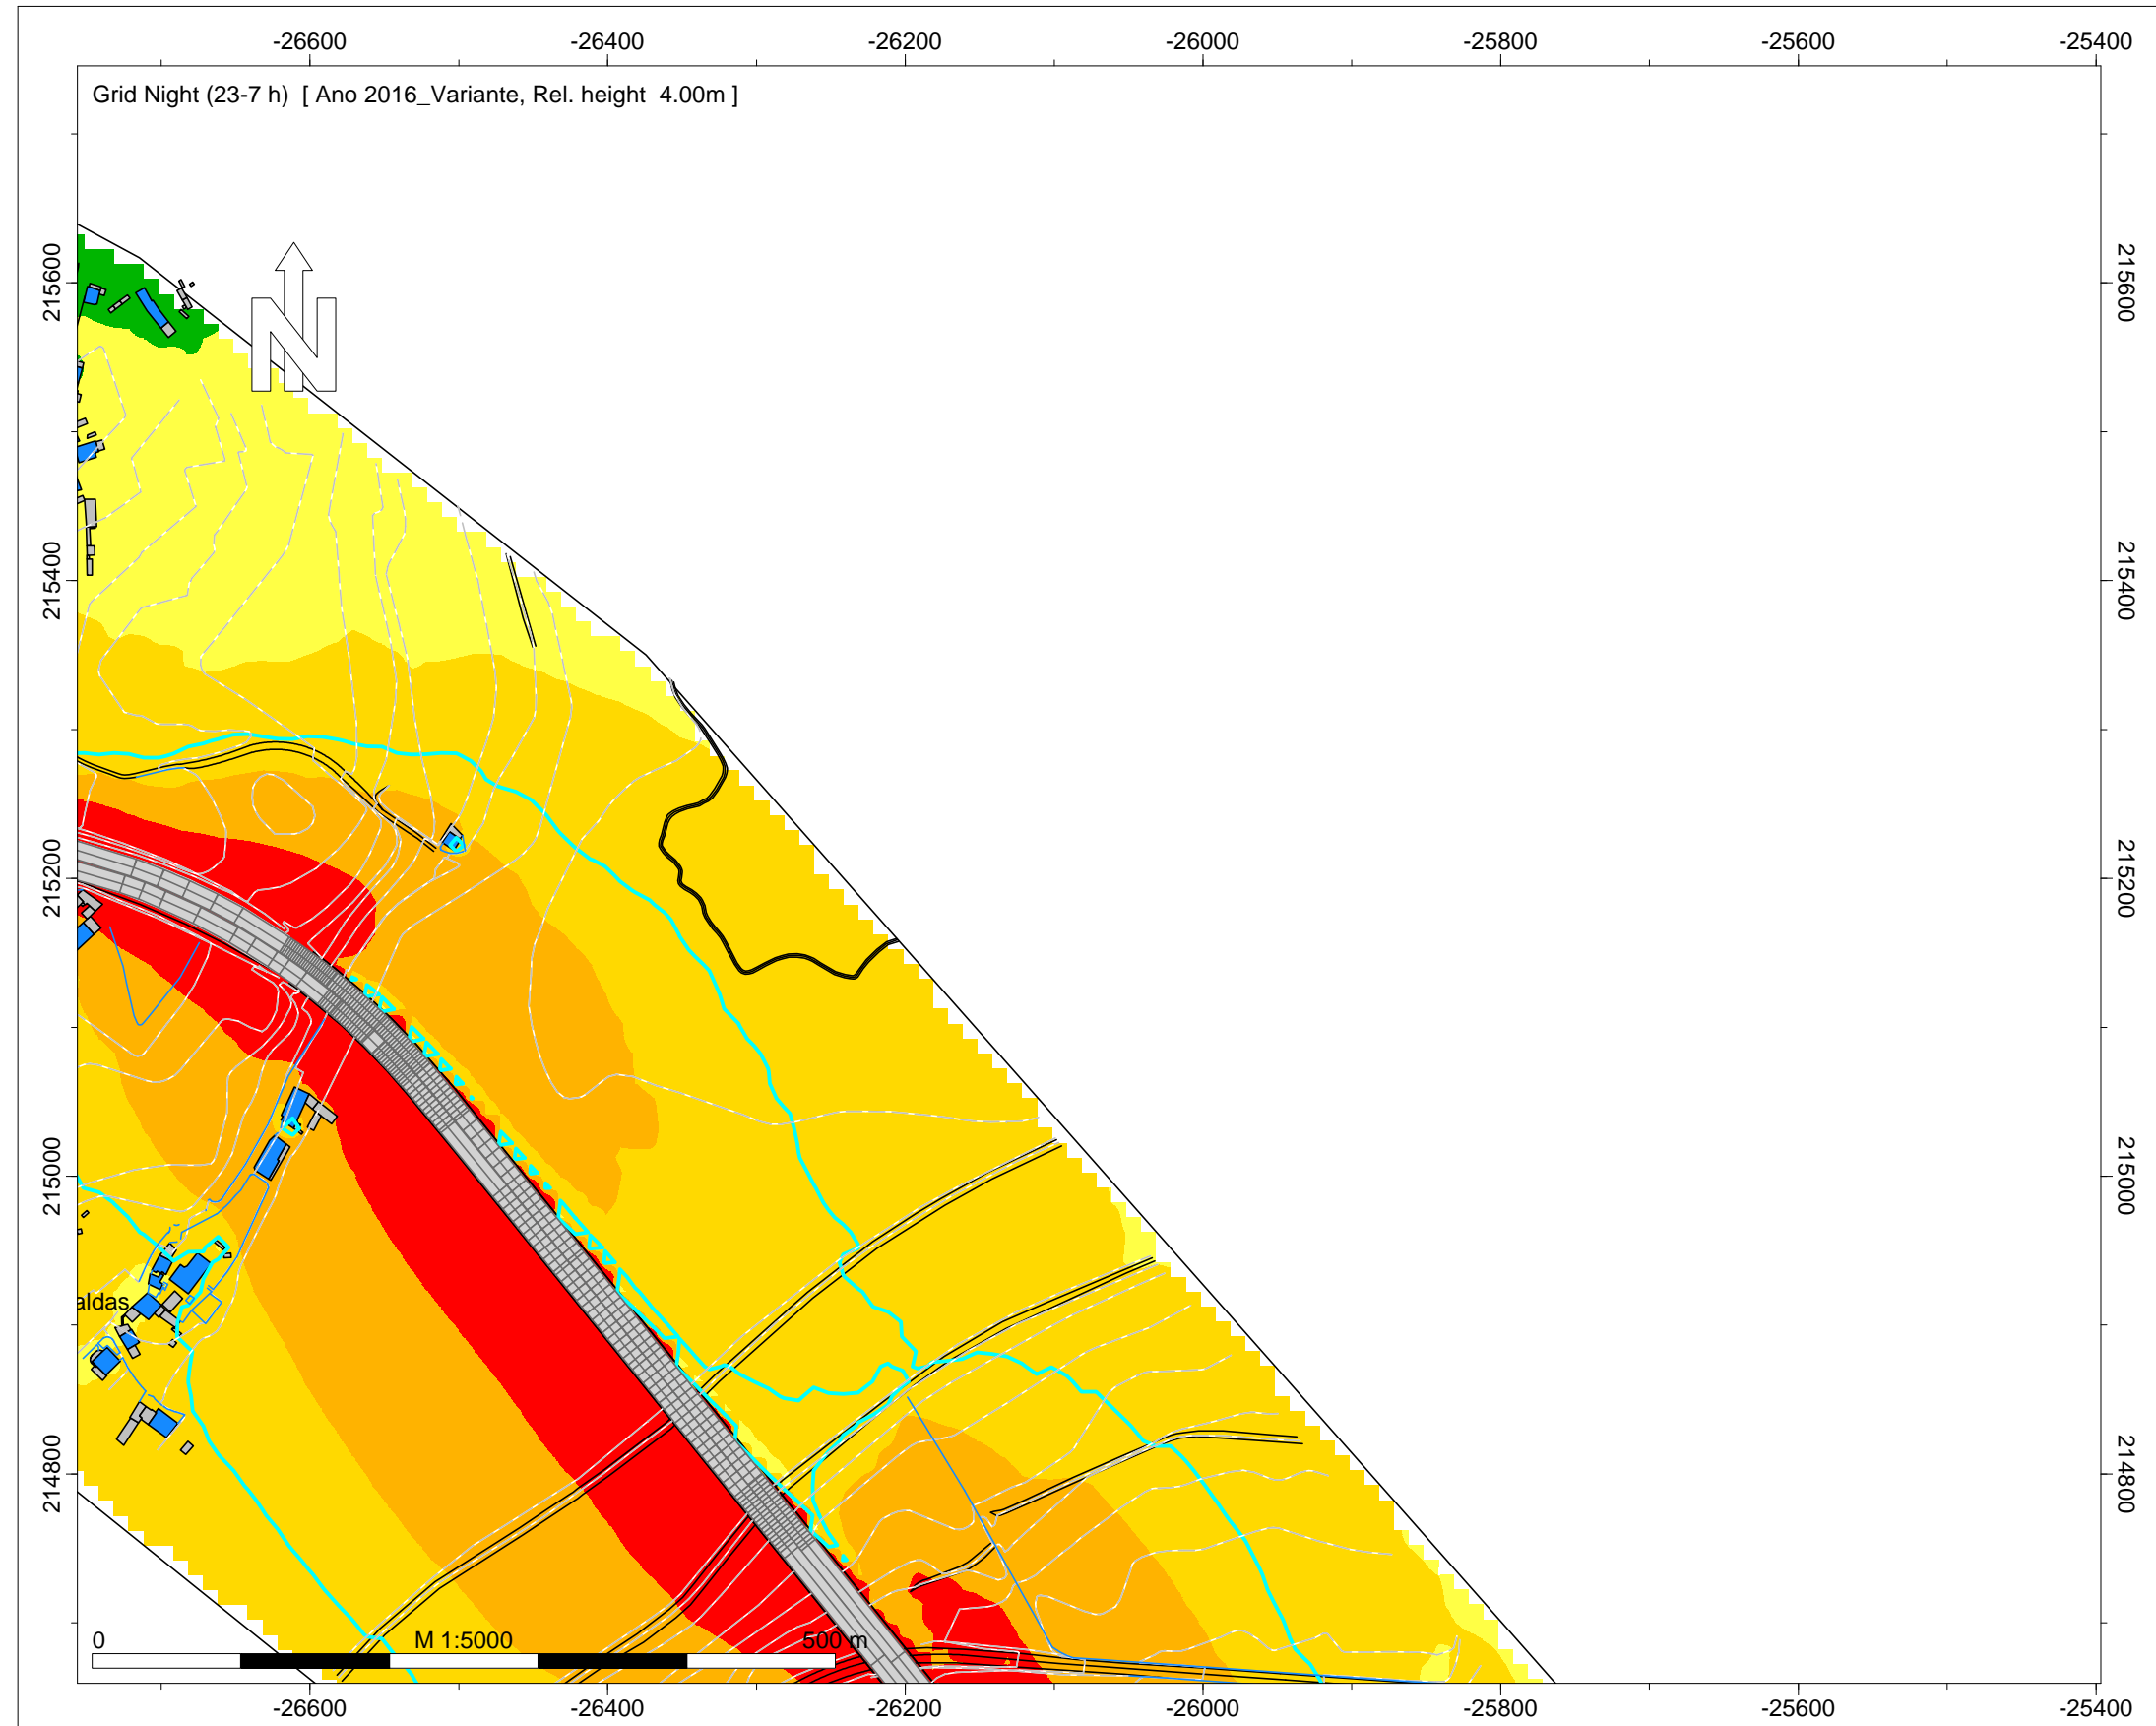 -26600 -26400 -26200 -26000 -25800 -25600 -25400
Grid Night (23-7 h) [ Ano 2016_Variante, Rel. height 4.00m ]
215600 215600
N
215400 215400
215200 215200
215000 215000
aldas
214800 214800
0 M 1:5000 500 m
-26600 -26400 -26200 -26000 -25800 -25600 -25400